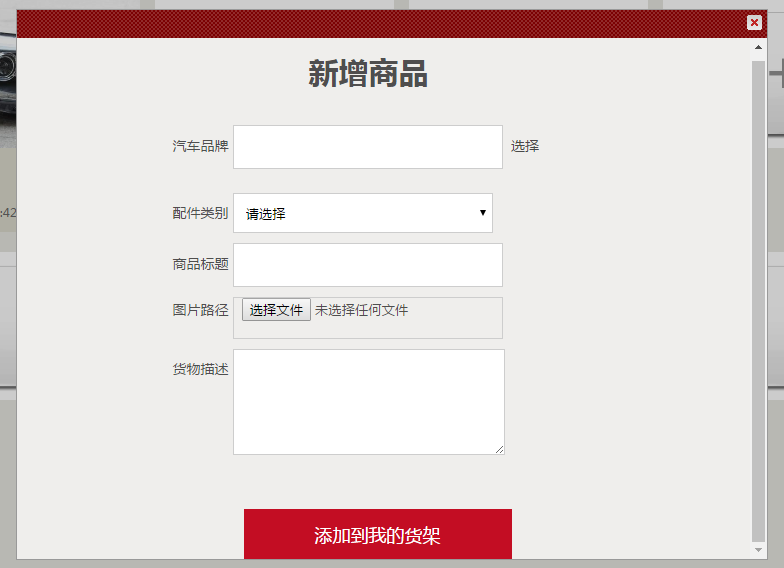 新增商品
汽车品牌 选择
:42
配件类别 请选择
商品标题
图片路径 选择文件 未选择任何文件
货物描述
添加到我的货架